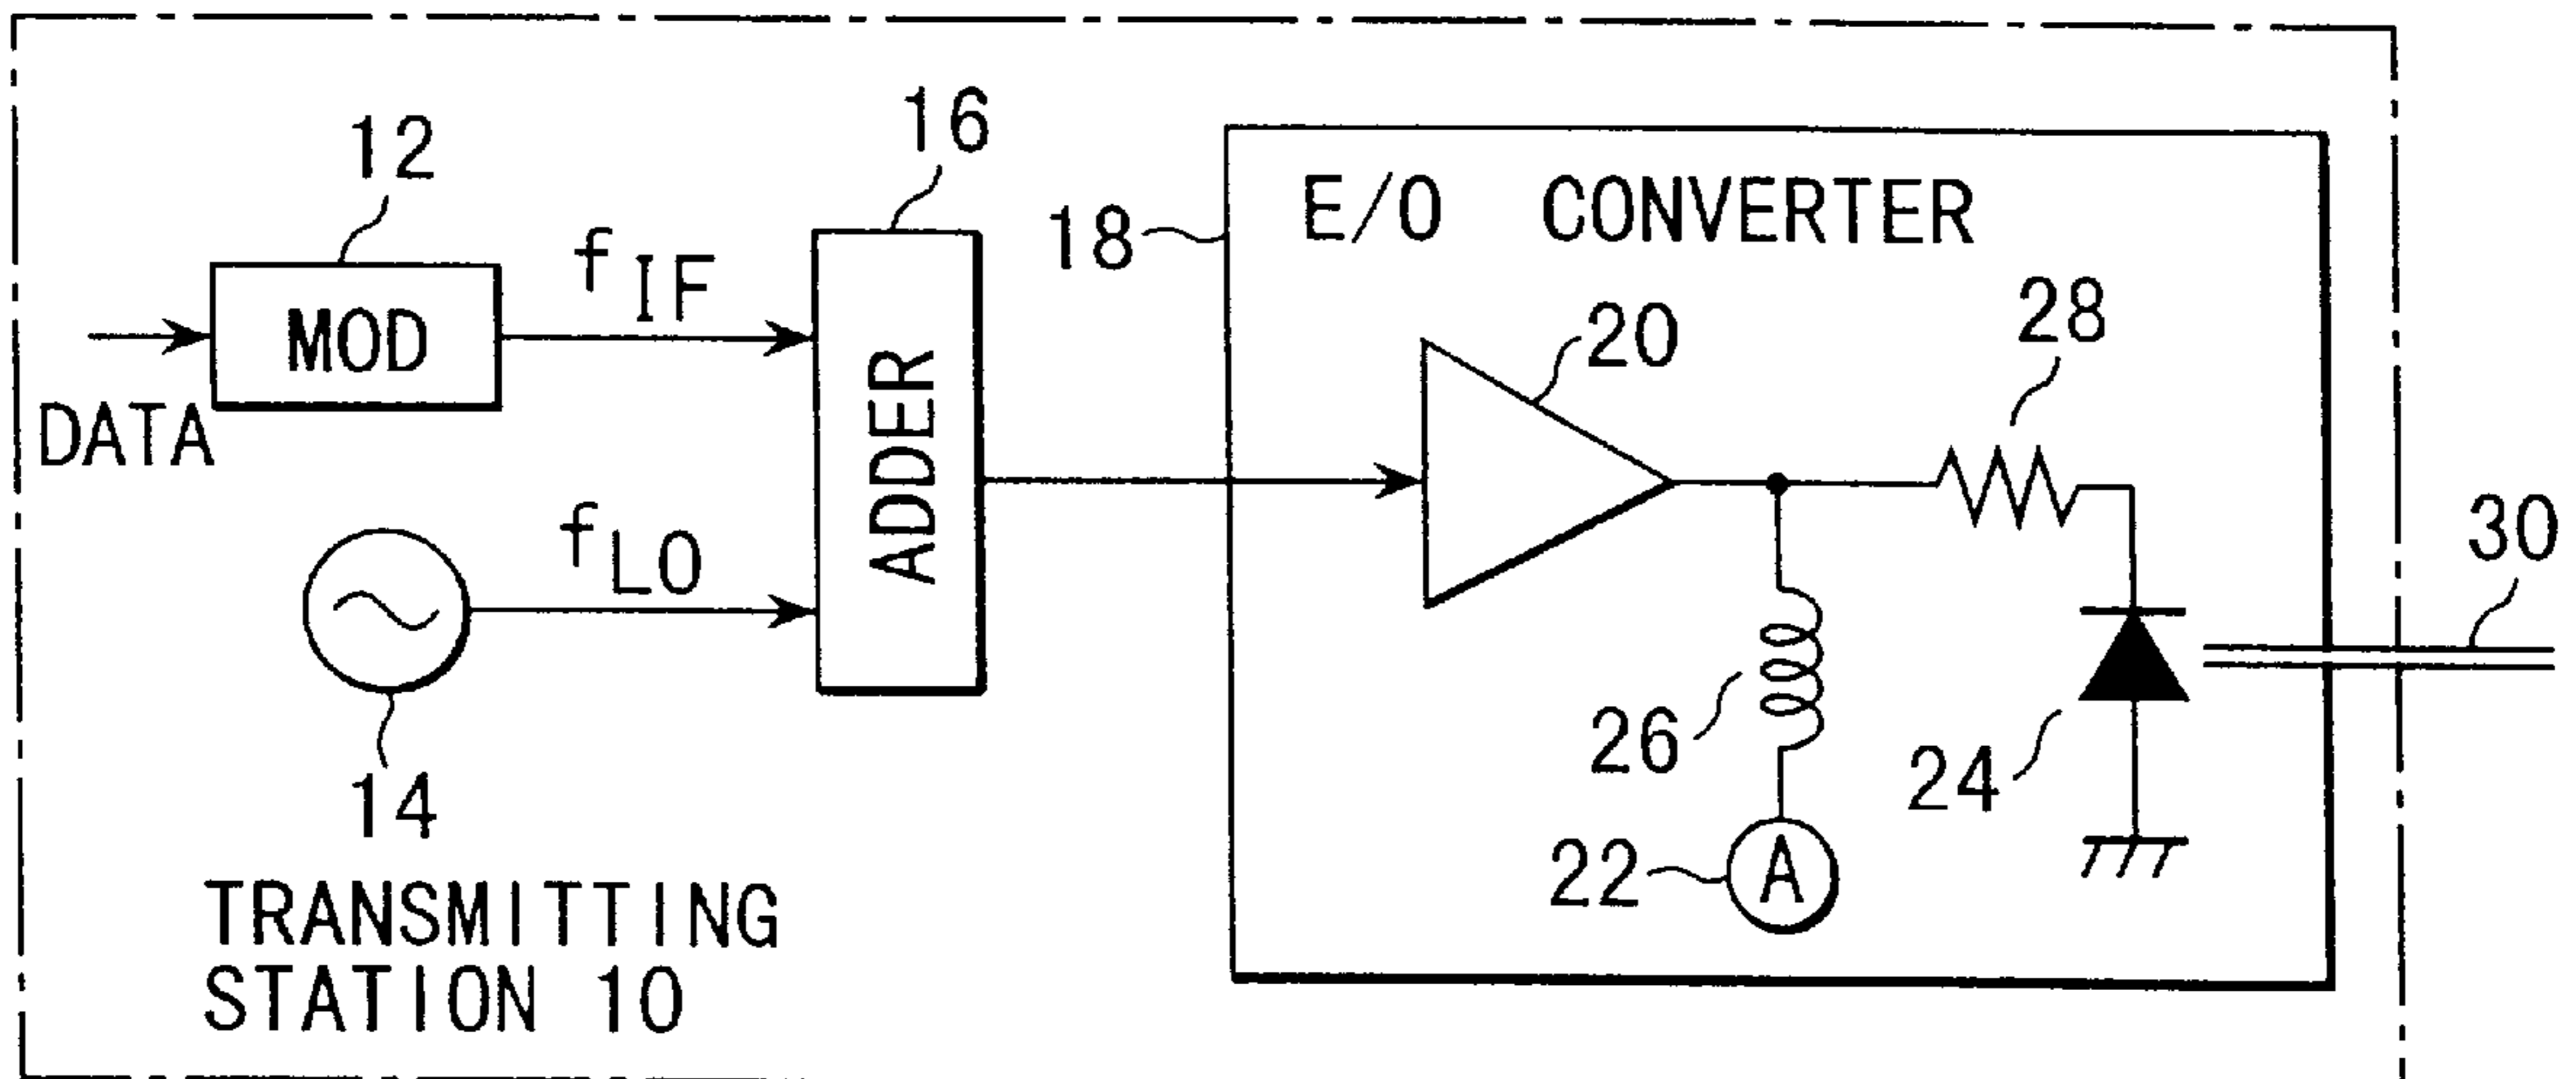 12
16
18
E/O CONVERTER
f IF
MOD
DATA
20
28
ADDER
f LO
30
14
26
24
22
A
TRANSMITTING
STATION 10